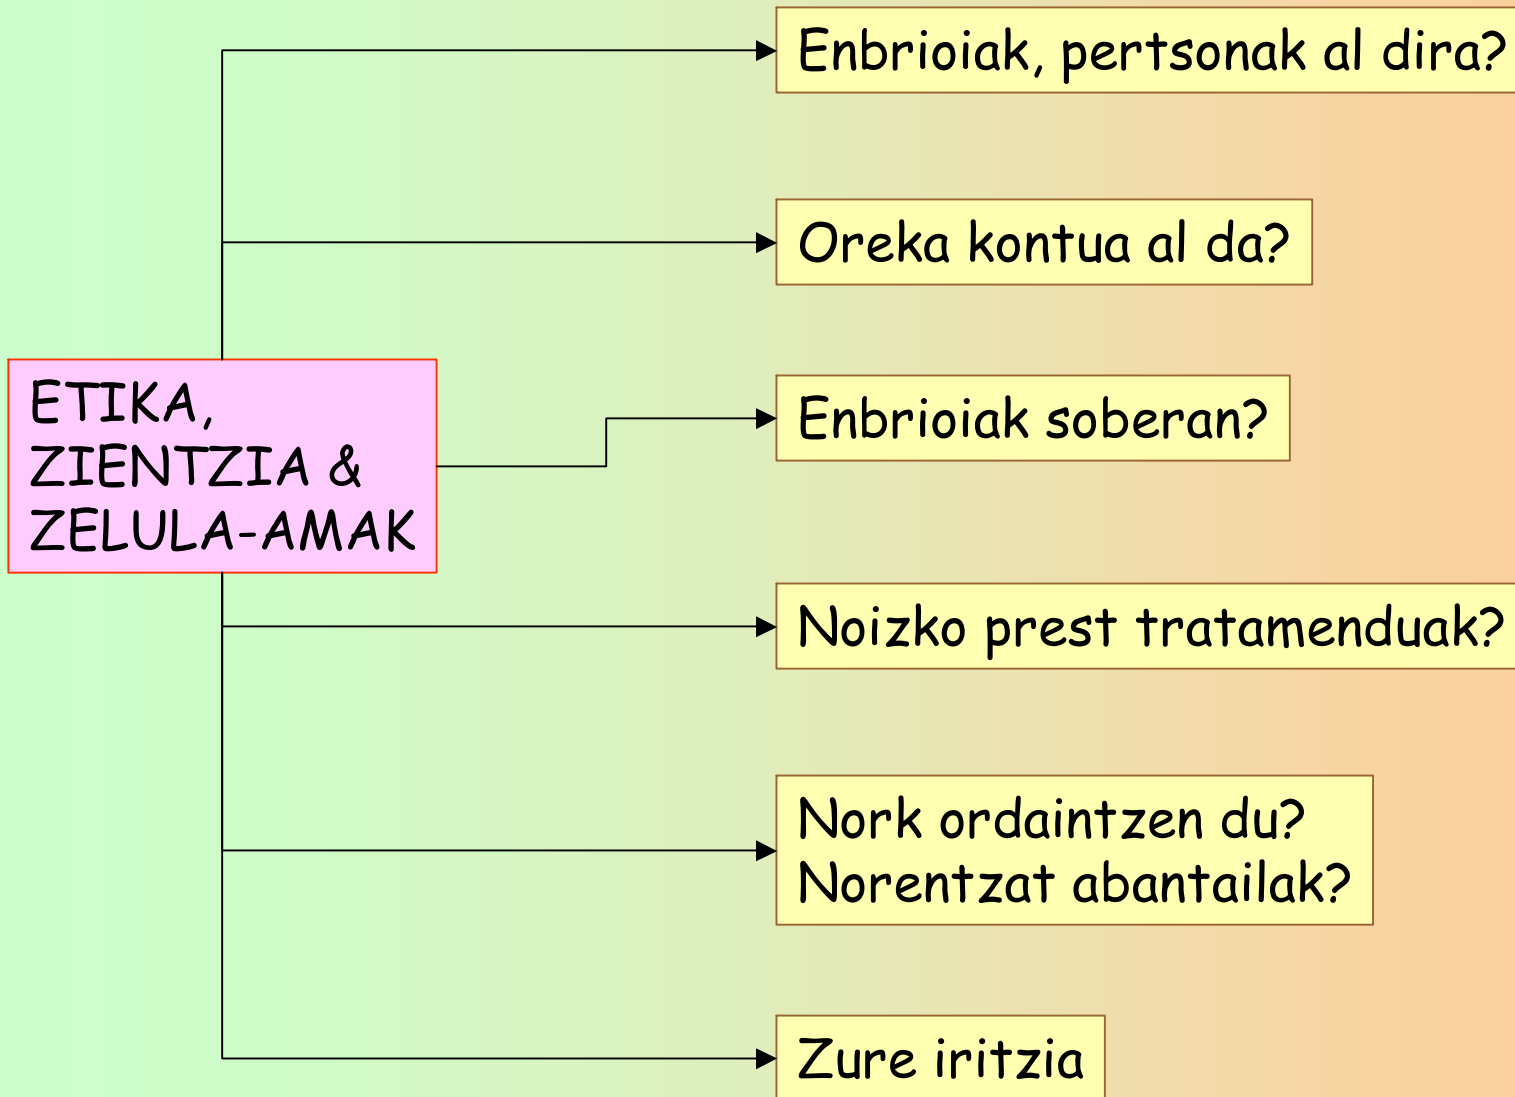 Enbrioiak, pertsonak al dira?
Oreka kontua al da?
ETIKA,
ZIENTZIA &
ZELULA-AMAK
Enbrioiak soberan?
Noizko prest tratamenduak?
Nork ordaintzen du?
Norentzat abantailak?
Zure iritzia